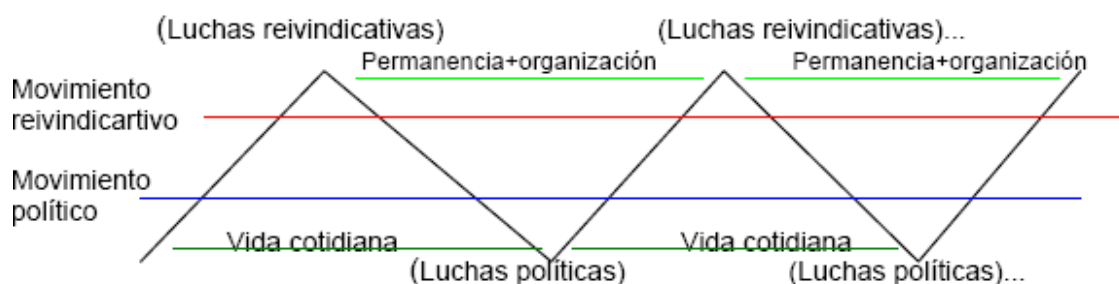 (Luchas reivindicativas)
(Luchas reivindicativas)...
Permanencia+organización
Permanencia+organización
Movimiento
reivindicartivo
Movimiento
político
Vida cotidiana
Vida cotidiana
(Luchas políticas)
(Luchas políticas)...